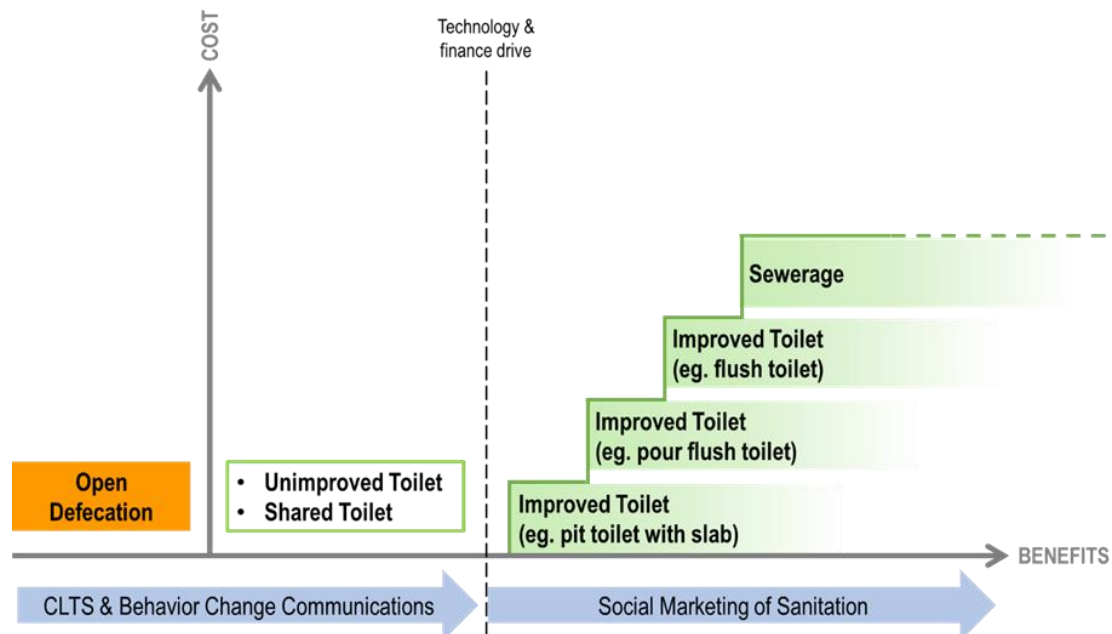 COST
Technology &
finance drive
Sewerage
Improved Toilet
(eg. flush toilet)
Improved Toilet
(eg. pour flush toilet)
Open
Defecation
• Unimproved Toilet
• Shared Toilet
Improved Toilet
(eg. pit toilet with slab)
BENEFITS
CLTS & Behavior Change Communications
Social Marketing of Sanitation